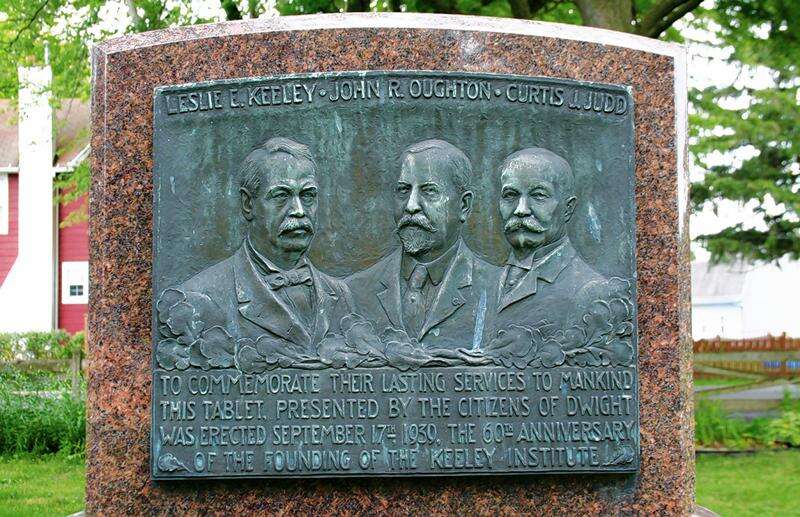 LESLIE E. KEELEY · JOHN R. OUGHTON · CURTIS J. JUDD
TO COMMEMORATE THEIR LASTING SERVICES TO MANKIND
THIS TABLET, PRESENTED BY THE CITIZENS OF DWIGHT
WAS ERECTED SEPTEMBER 17TH 1939, THE 60TH ANNIVERSARY
OF THE FOUNDING OF THE KEELEY INSTITUTE